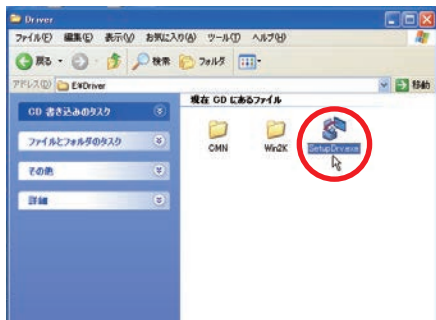 Driver
ファイル(F) 編集(E) 表示(V) お気に入り(A) ツール(T) ヘルプ(H)
戻る 検索 フォルダ
アドレス(D) E:¥Driver 移動
現在 CD にあるファイル
CD 書き込みのタスク
ファイルとフォルダのタスク
その他
詳細
CMN Win2K SetupDrv.exe